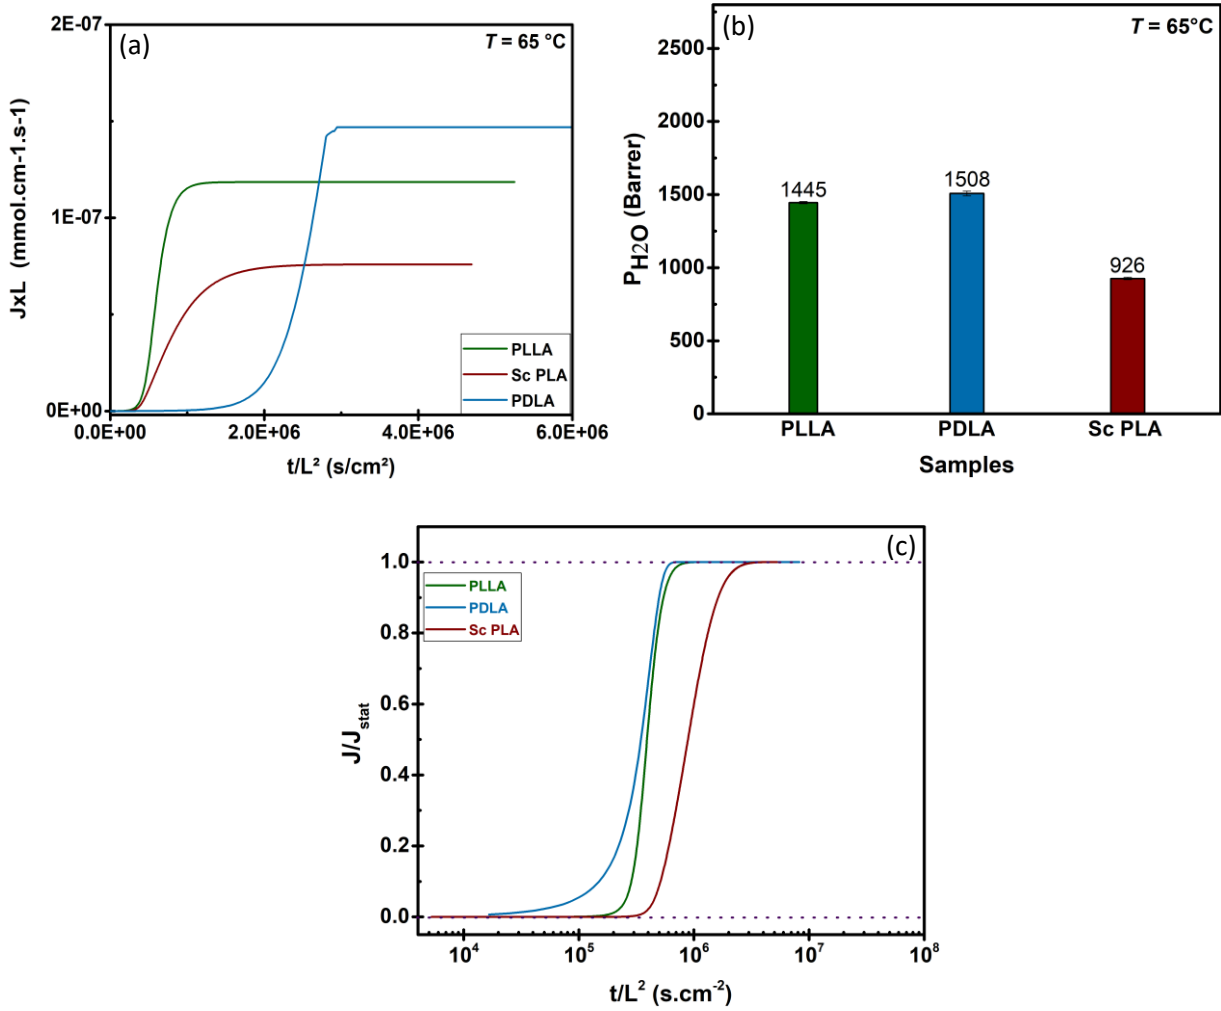 (a)
T = 65 °C
2E-07
1E-07
0E+00
JxL (mmol.cm-1.s-1)
PLLA
Sc PLA
PDLA
0.0E+00 2.0E+06 4.0E+06 6.0E+06
t/L² (s/cm²)
(b)
T = 65°C
2500
2000
1500
1000
500
0
P_H2O (Barrer)
1445
1508
926
PLLA PDLA Sc PLA
Samples
(c)
1.0
0.8
0.6
0.4
0.2
0.0
J/J_stat
PLLA
PDLA
Sc PLA
10⁴ 10⁵ 10⁶ 10⁷ 10⁸
t/L² (s.cm⁻²)